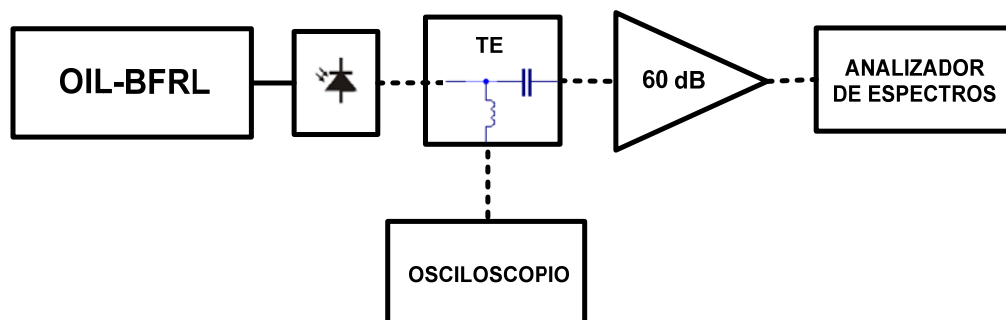 OIL-BFRL
TE
60 dB
ANALIZADOR
DE ESPECTROS
OSCILOSCOPIO